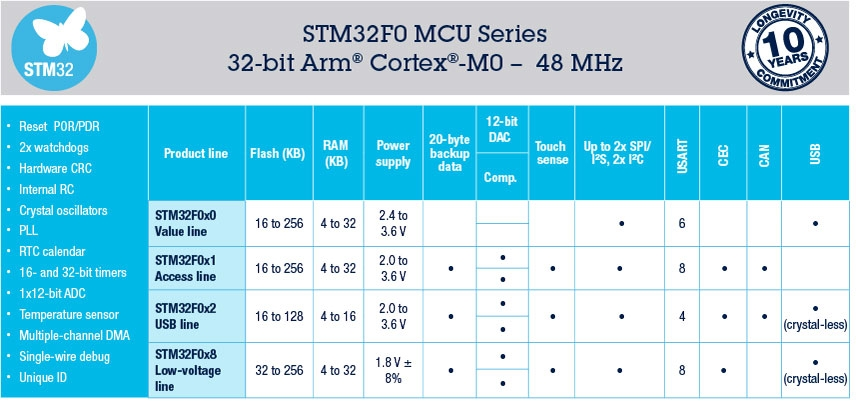 STM32F0 MCU Series
32-bit Arm® Cortex®-M0 – 48 MHz
STM32
LONGEVITY
10
YEARS
COMMITMENT
• Reset POR/PDR
• 2x watchdogs
• Hardware CRC
• Internal RC
• Crystal oscillators
• PLL
• RTC calendar
• 16- and 32-bit timers
• 1x12-bit ADC
• Temperature sensor
• Multiple-channel DMA
• Single-wire debug
• Unique ID
Product line
Flash (KB)
RAM
(KB)
Power
supply
20-byte
backup
data
12-bit
DAC
Comp.
Touch
sense
Up to 2x SPI/
I²S, 2x I²C
USART
CEC
CAN
USB
STM32F0x0
Value line
16 to 256
4 to 32
2.4 to
3.6 V
•
6
•
STM32F0x1
Access line
16 to 256
4 to 32
2.0 to
3.6 V
•
•
•
•
•
8
•
•
STM32F0x2
USB line
16 to 128
4 to 16
2.0 to
3.6 V
•
•
•
•
•
4
•
•
•
(crystal-less)
STM32F0x8
Low-voltage
line
32 to 256
4 to 32
1.8 V ±
8%
•
•
•
•
•
8
•
•
(crystal-less)